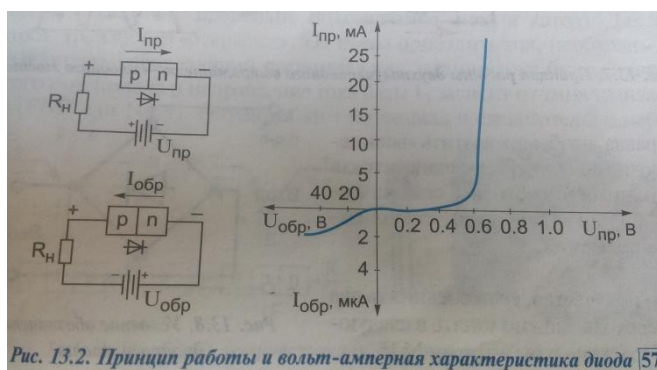 Iпр
+ p n −
Rн
+ −
Uпр
Iобр
+ p n −
Rн
− +
Uобр
Iпр, мА
25
20
15
10
5
40 20
Uобр, В
0.2 0.4 0.6 0.8 1.0 Uпр, В
2
4
Iобр, мкА
Рис. 13.2. Принцип работы и вольт-амперная характеристика диода 57